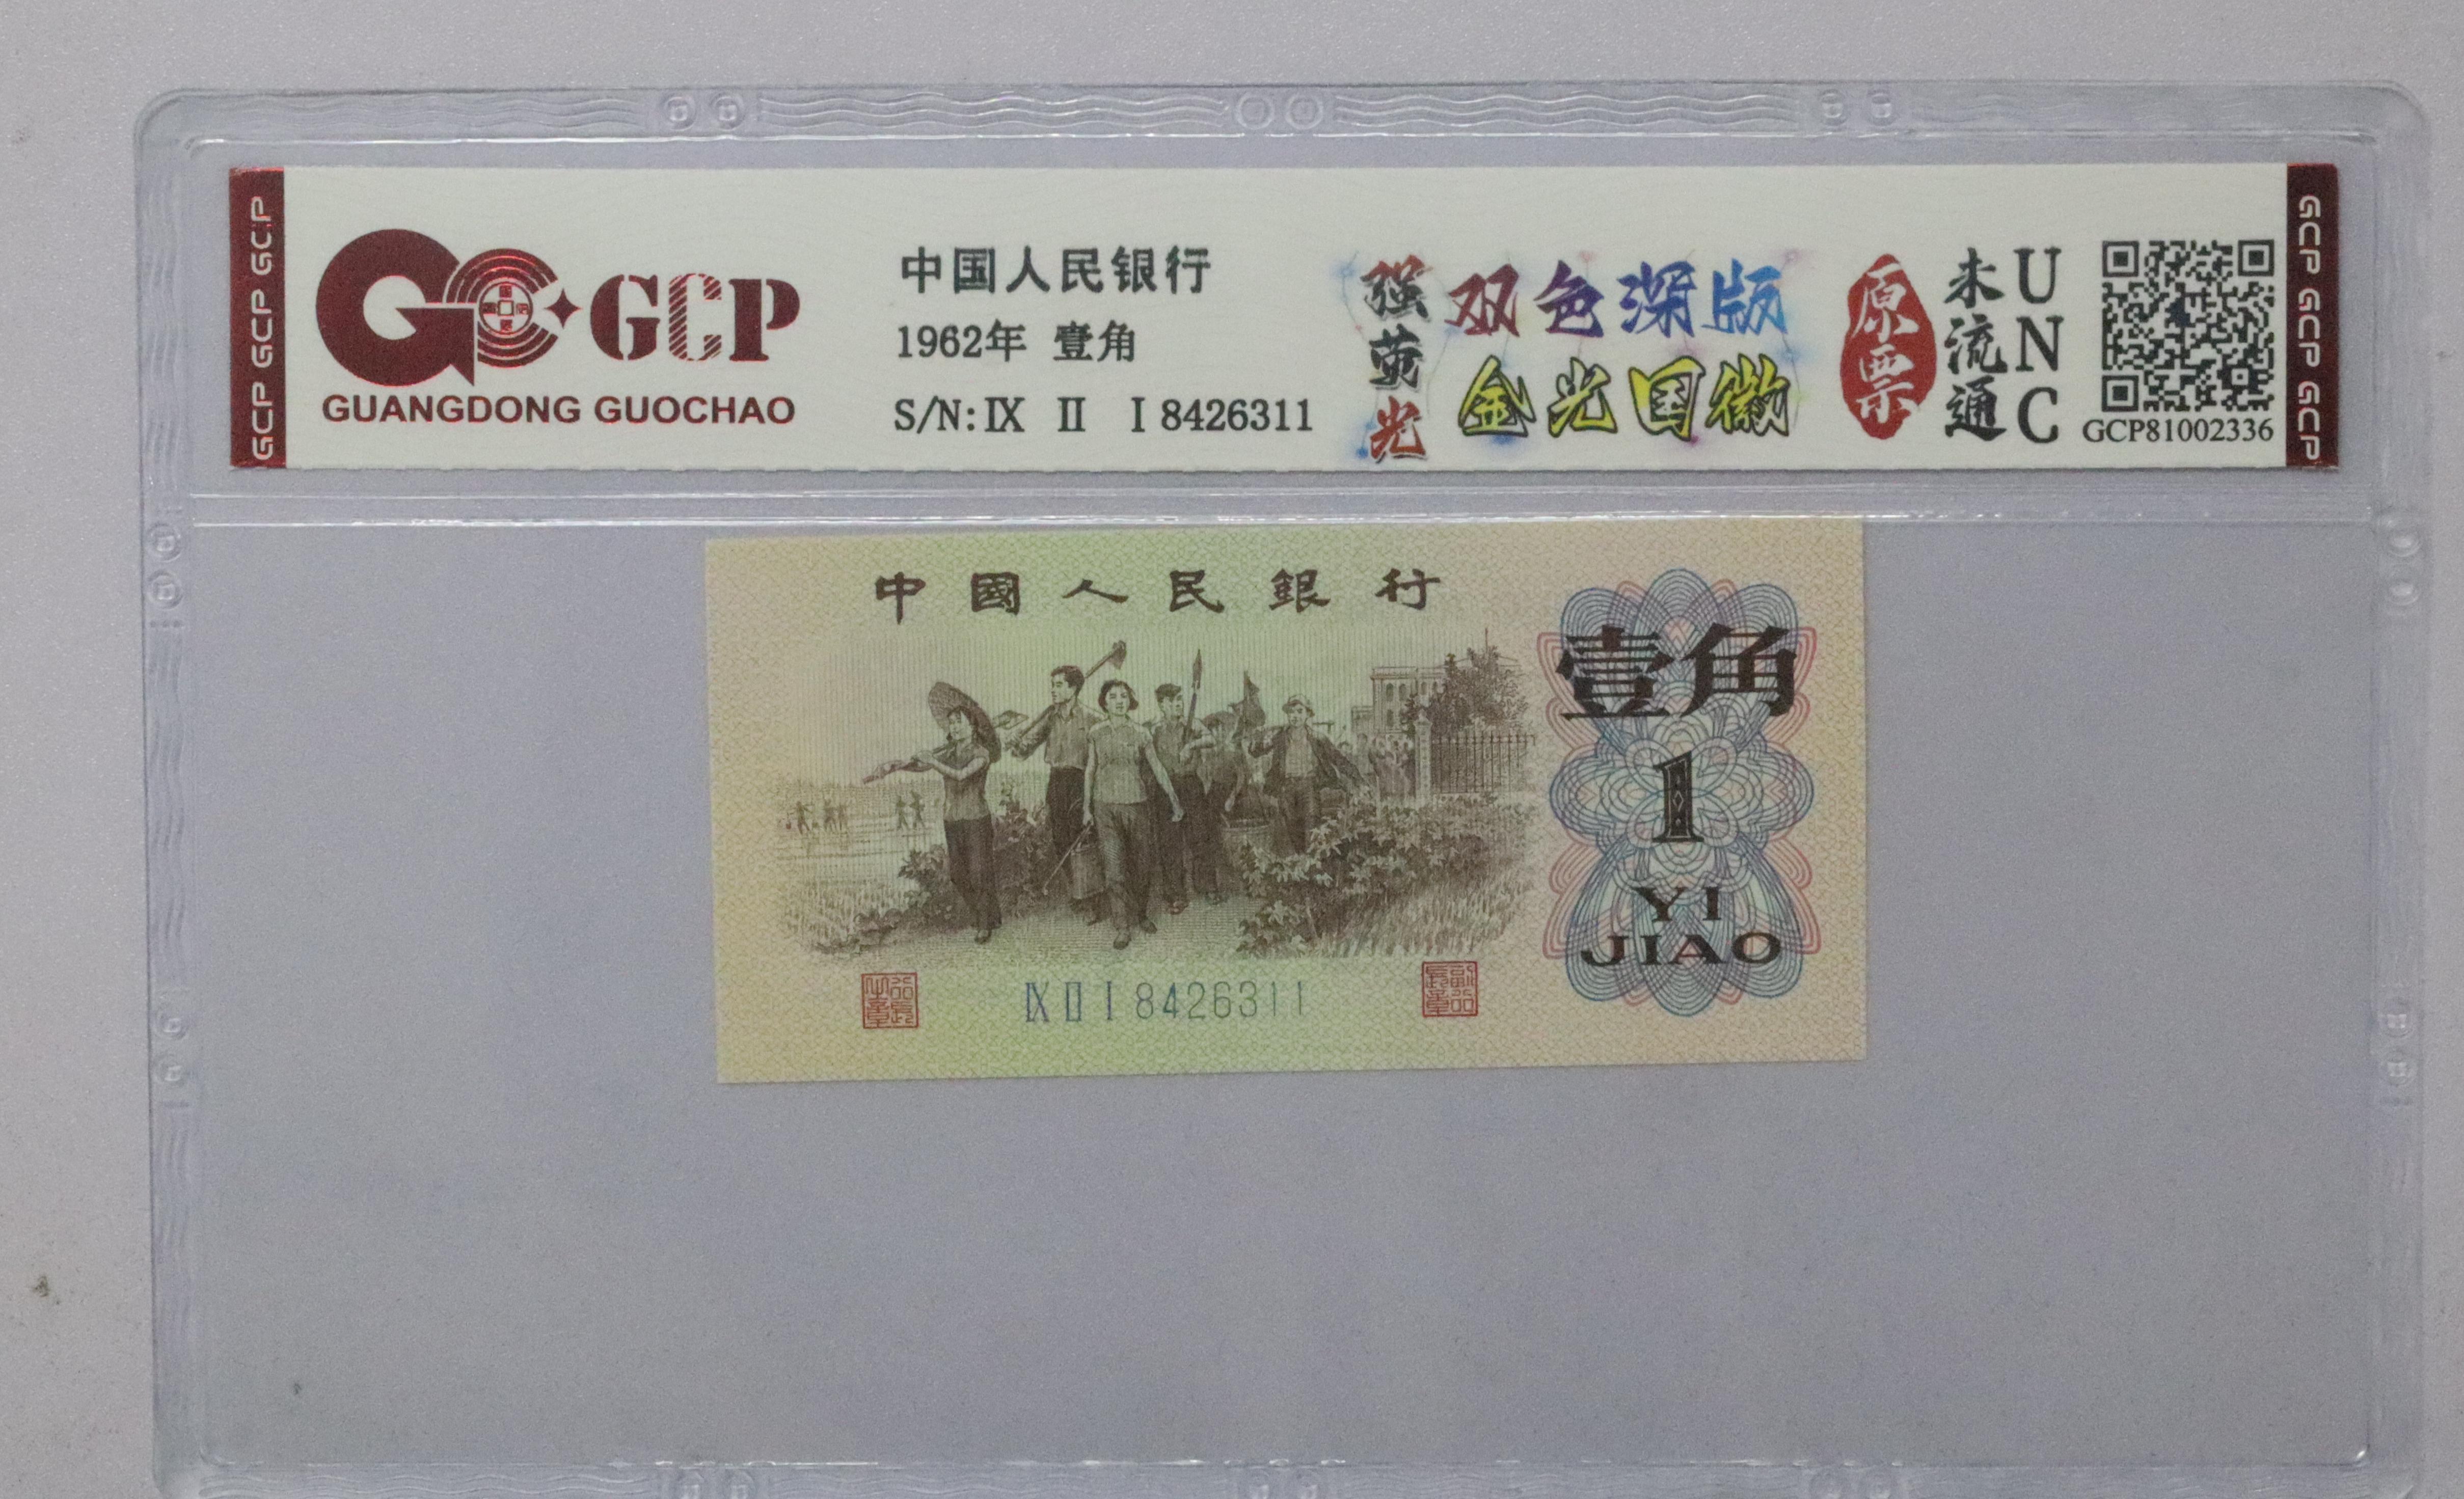 GCP GCP GCP
GCP
GUANGDONG GUOCHAO
中国人民银行
1962年 壹角
S/N: IX II I 8426311
强荧光
双色深版
金光国徽
原票
未流通
UNC
GCP81002336
GCP GCP GCP
中國人民銀行
壹角
1
YI
JIAO
IX II I 8426311